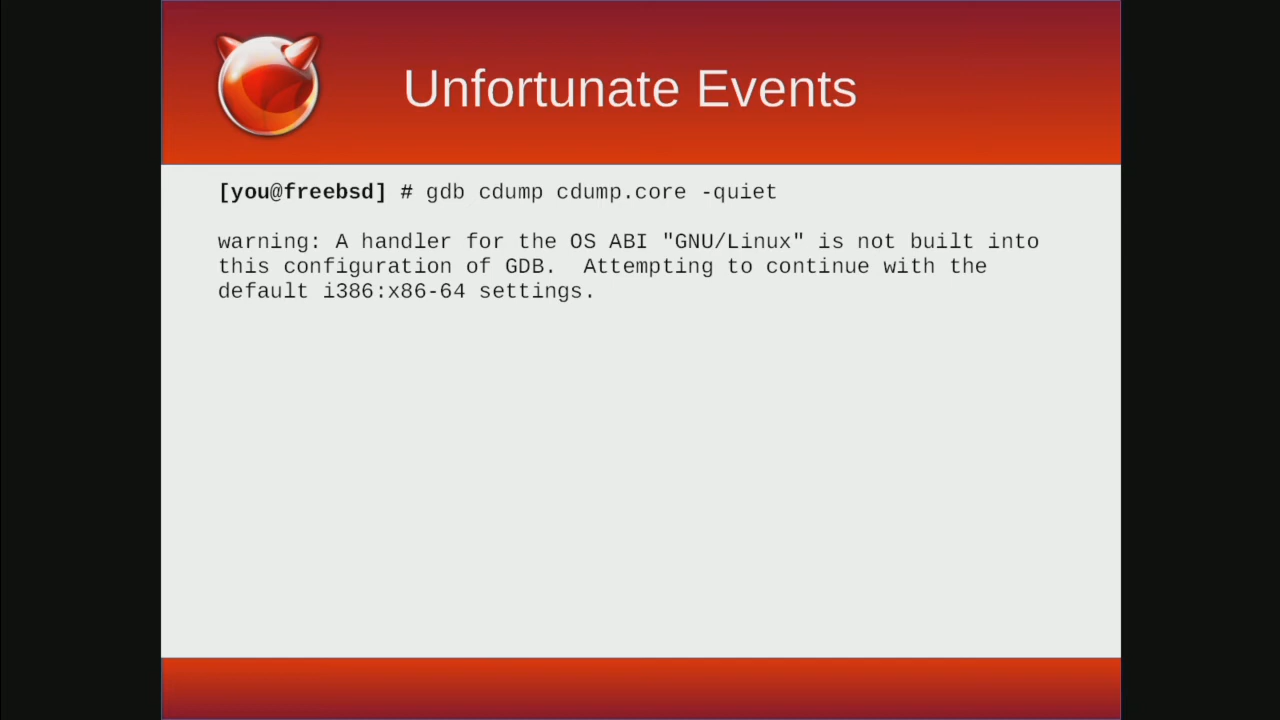 Unfortunate Events
[you@freebsd] # gdb cdump cdump.core -quiet
warning: A handler for the OS ABI "GNU/Linux" is not built into
this configuration of GDB.  Attempting to continue with the
default i386:x86-64 settings.